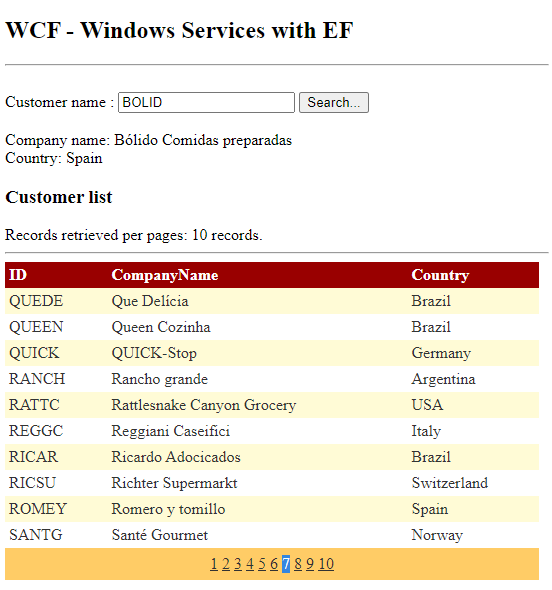 WCF - Windows Services with EF
Customer name : BOLID Search...
Company name: Bólido Comidas preparadas
Country: Spain
Customer list
Records retrieved per pages: 10 records.
ID CompanyName Country
QUEDE Que Delícia Brazil
QUEEN Queen Cozinha Brazil
QUICK QUICK-Stop Germany
RANCH Rancho grande Argentina
RATTC Rattlesnake Canyon Grocery USA
REGGC Reggiani Caseifici Italy
RICAR Ricardo Adocicados Brazil
RICSU Richter Supermarkt Switzerland
ROMEY Romero y tomillo Spain
SANTG Santé Gourmet Norway
1 2 3 4 5 6 7 8 9 10